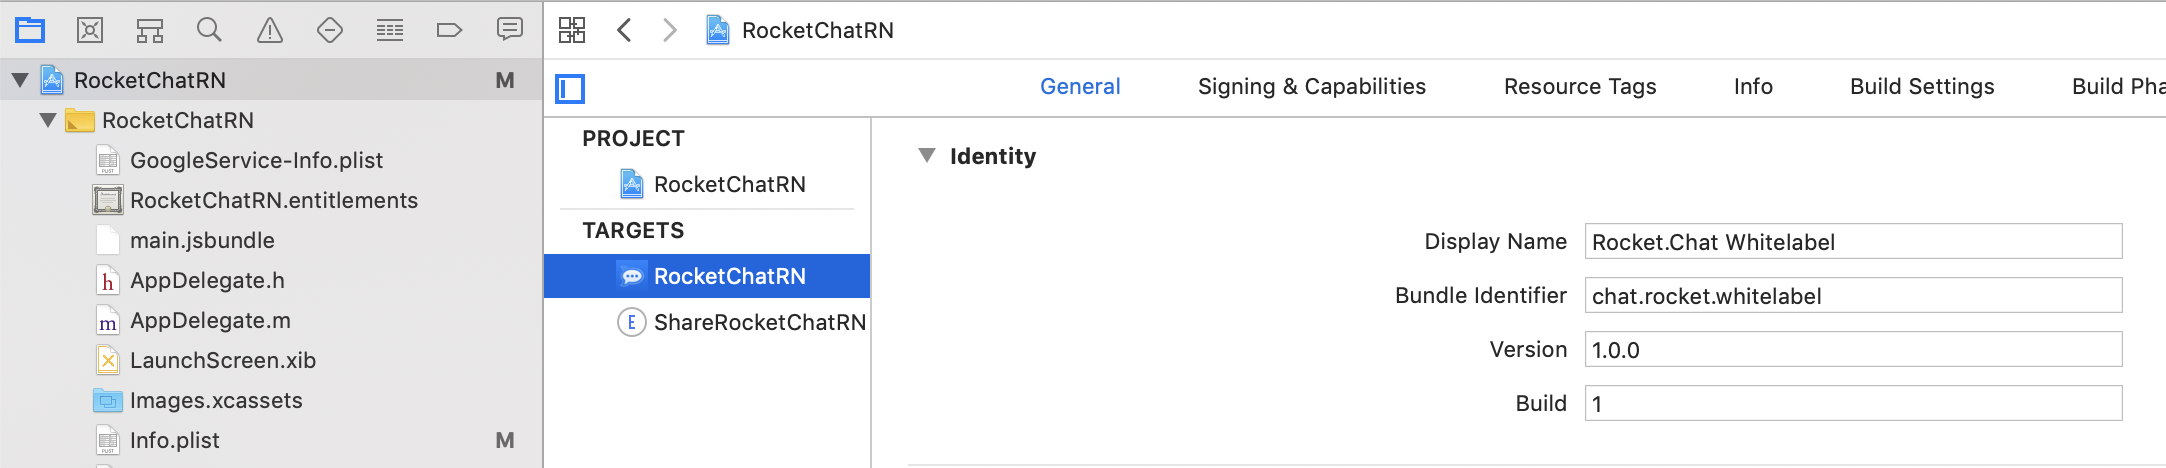 RocketChatRN
RocketChatRN M
General Signing & Capabilities Resource Tags Info Build Settings Build Pha
RocketChatRN
GoogleService-Info.plist
RocketChatRN.entitlements
main.jsbundle
AppDelegate.h
AppDelegate.m
LaunchScreen.xib
Images.xcassets
Info.plist M
PROJECT
RocketChatRN
TARGETS
RocketChatRN
ShareRocketChatRN
Identity
Display Name Rocket.Chat Whitelabel
Bundle Identifier chat.rocket.whitelabel
Version 1.0.0
Build 1